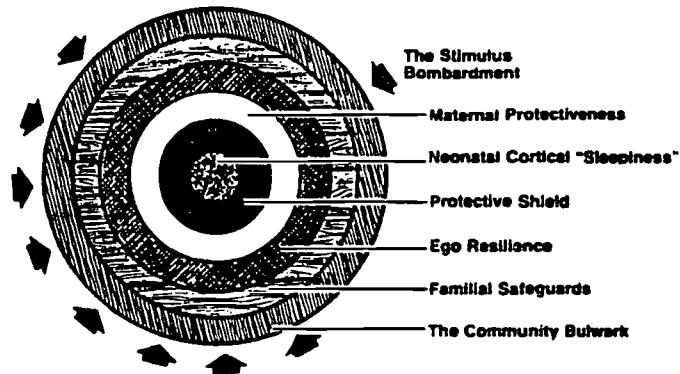 The Stimulus
Bombardment
Maternal Protectiveness
Neonatal Cortical "Sleepiness"
Protective Shield
Ego Resilience
Familial Safeguards
The Community Bulwark